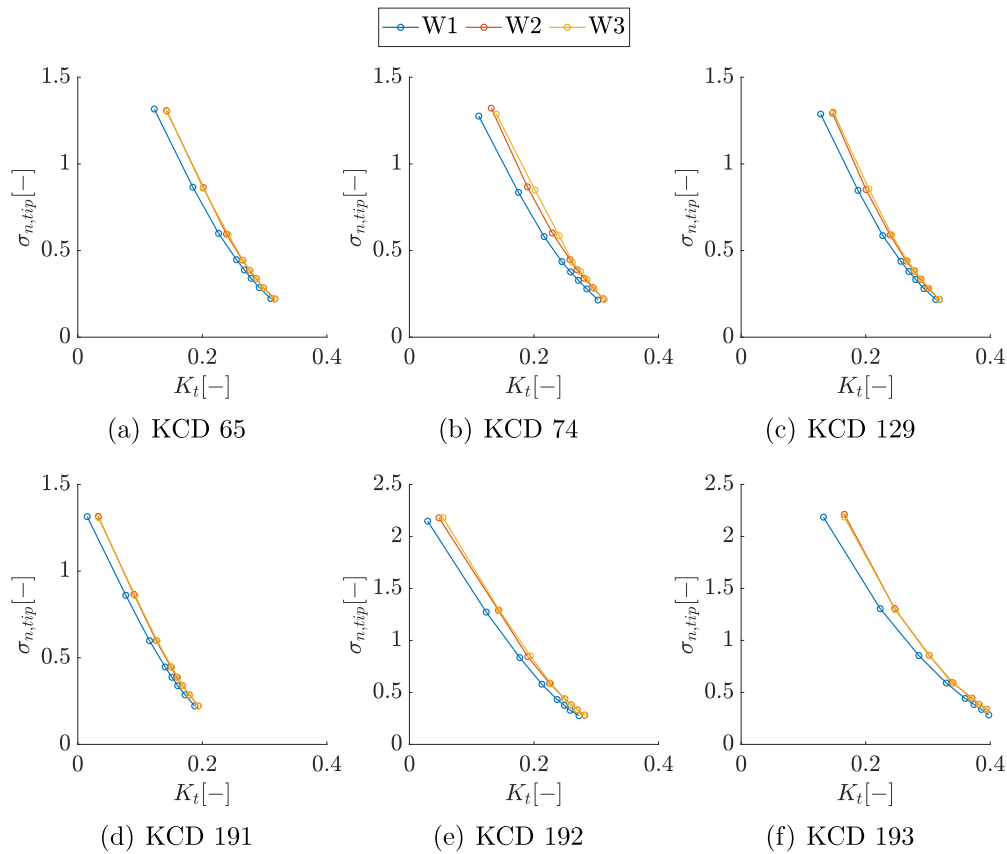 W1 W2 W3
1.5 1.5 1.5
1 1 1
0.5 0.5 0.5
0 0 0
σn,tip[−] σn,tip[−] σn,tip[−]
0 0.2 0.4 0 0.2 0.4 0 0.2 0.4
Kt[−] Kt[−] Kt[−]
(a) KCD 65 (b) KCD 74 (c) KCD 129
1.5 2.5 2.5
2 2
1 1.5 1.5
1 1
0.5 0.5 0.5
0 0 0
σn,tip[−] σn,tip[−] σn,tip[−]
0 0.2 0.4 0 0.2 0.4 0 0.2 0.4
Kt[−] Kt[−] Kt[−]
(d) KCD 191 (e) KCD 192 (f) KCD 193